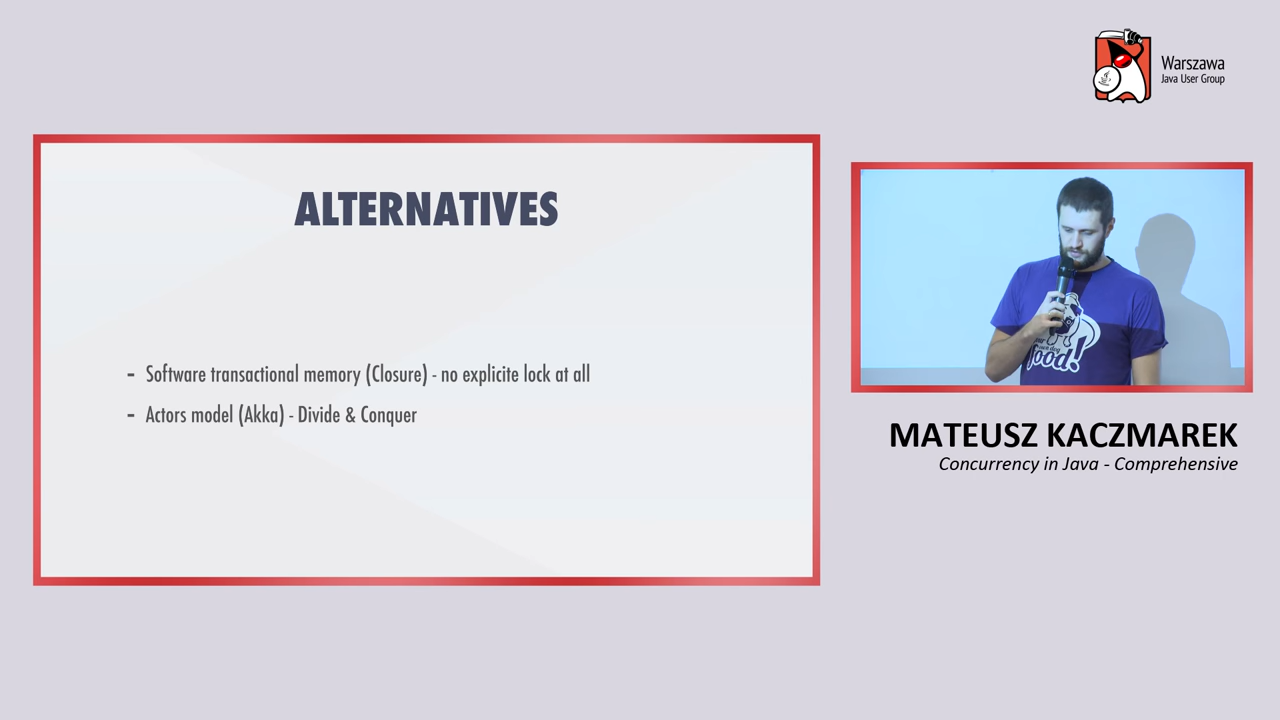 Warszawa
Java User Group
ALTERNATIVES
- Software transactional memory (Closure) - no explicite lock at all
- Actors model (Akka) - Divide & Conquer
food!
MATEUSZ KACZMAREK
Concurrency in Java - Comprehensive